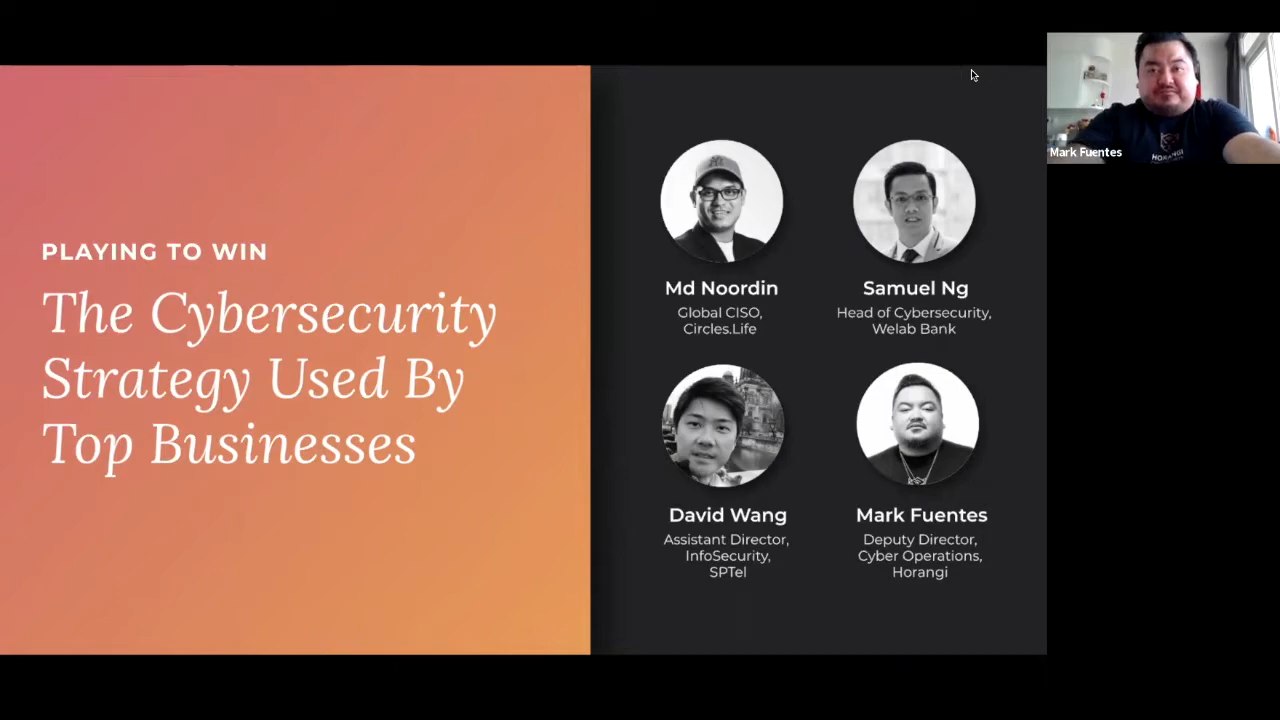 PLAYING TO WIN
The Cybersecurity
Strategy Used By
Top Businesses
Md Noordin
Global CISO,
Circles.Life
Samuel Ng
Head of Cybersecurity,
Welab Bank
David Wang
Assistant Director,
InfoSecurity,
SPTel
Mark Fuentes
Deputy Director,
Cyber Operations,
Horangi
Mark Fuentes
HORANGI